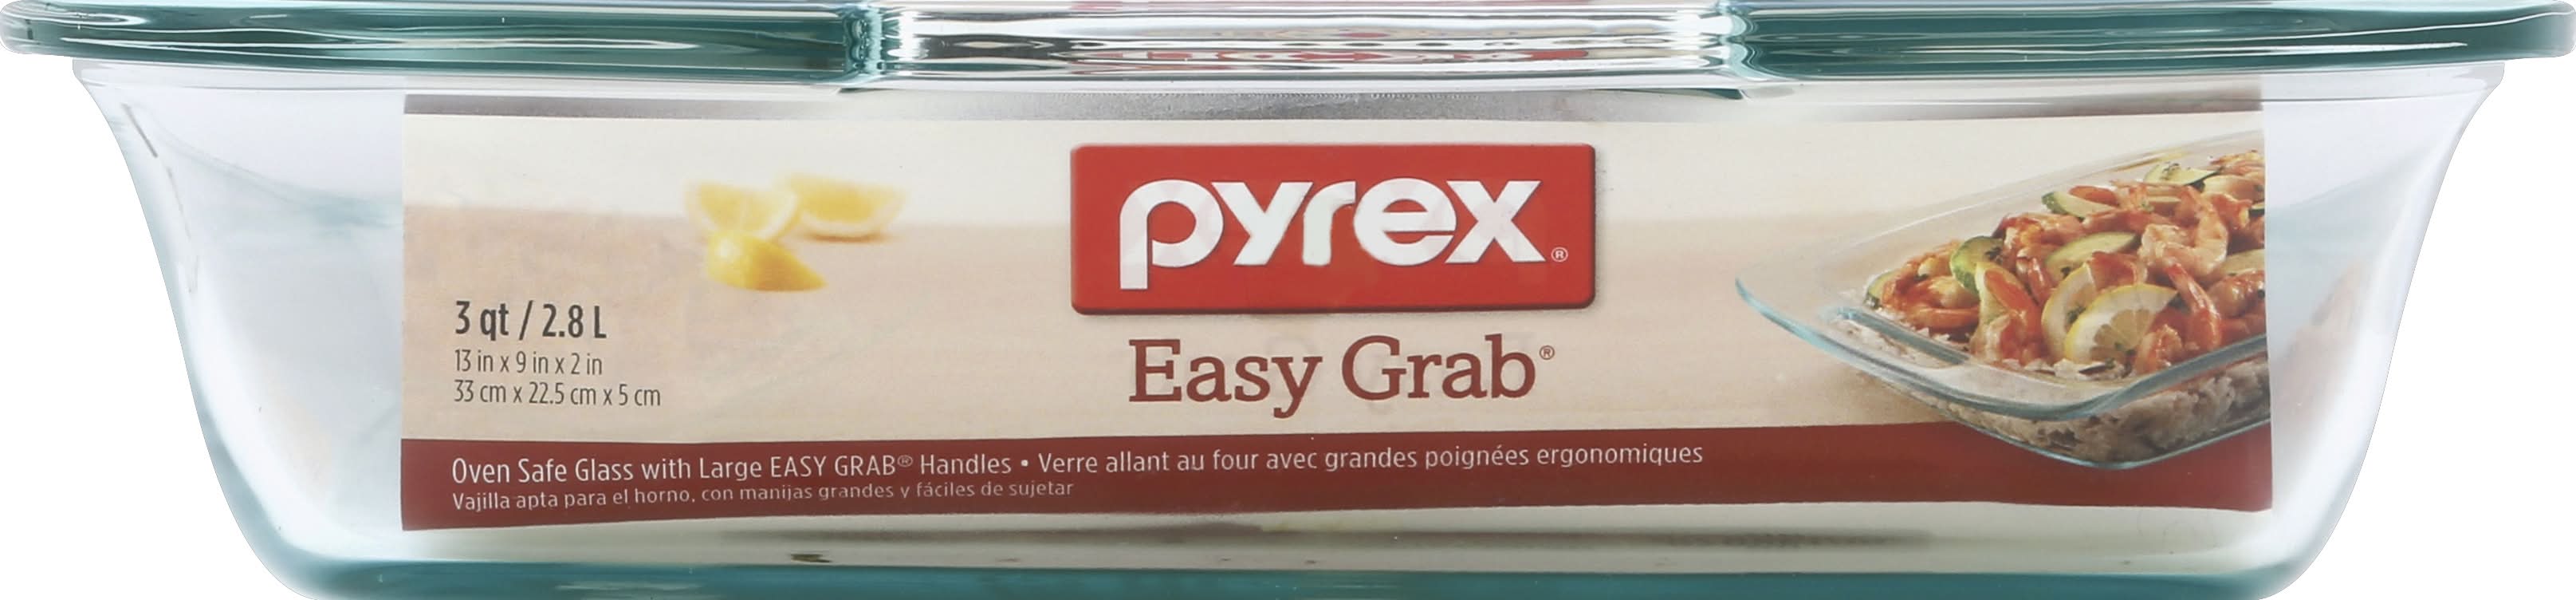 pyrex®
Easy Grab®
3 qt / 2.8 L
13 in x 9 in x 2 in
33 cm x 22.5 cm x 5 cm
Oven Safe Glass with Large EASY GRAB® Handles • Verre allant au four avec grandes poignées ergonomiques
Vajilla apta para el horno, con manijas grandes y fáciles de sujetar